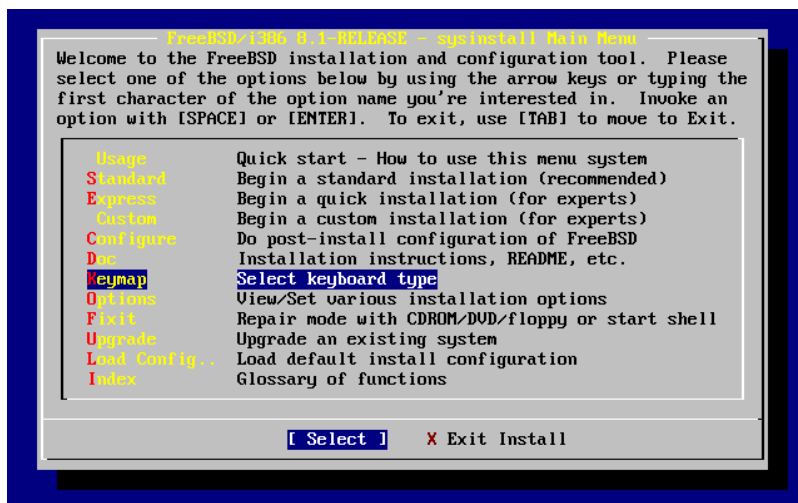 FreeBSD/i386 8.1-RELEASE - sysinstall Main Menu
Welcome to the FreeBSD installation and configuration tool.  Please
select one of the options below by using the arrow keys or typing the
first character of the option name you're interested in.  Invoke an
option with [SPACE] or [ENTER].  To exit, use [TAB] to move to Exit.
Usage Quick start - How to use this menu system
Standard Begin a standard installation (recommended)
Express Begin a quick installation (for experts)
Custom Begin a custom installation (for experts)
Configure Do post-install configuration of FreeBSD
Doc Installation instructions, README, etc.
Keymap Select keyboard type
Options View/Set various installation options
Fixit Repair mode with CDROM/DVD/floppy or start shell
Upgrade Upgrade an existing system
Load Config.. Load default install configuration
Index Glossary of functions
[ Select ] X Exit Install